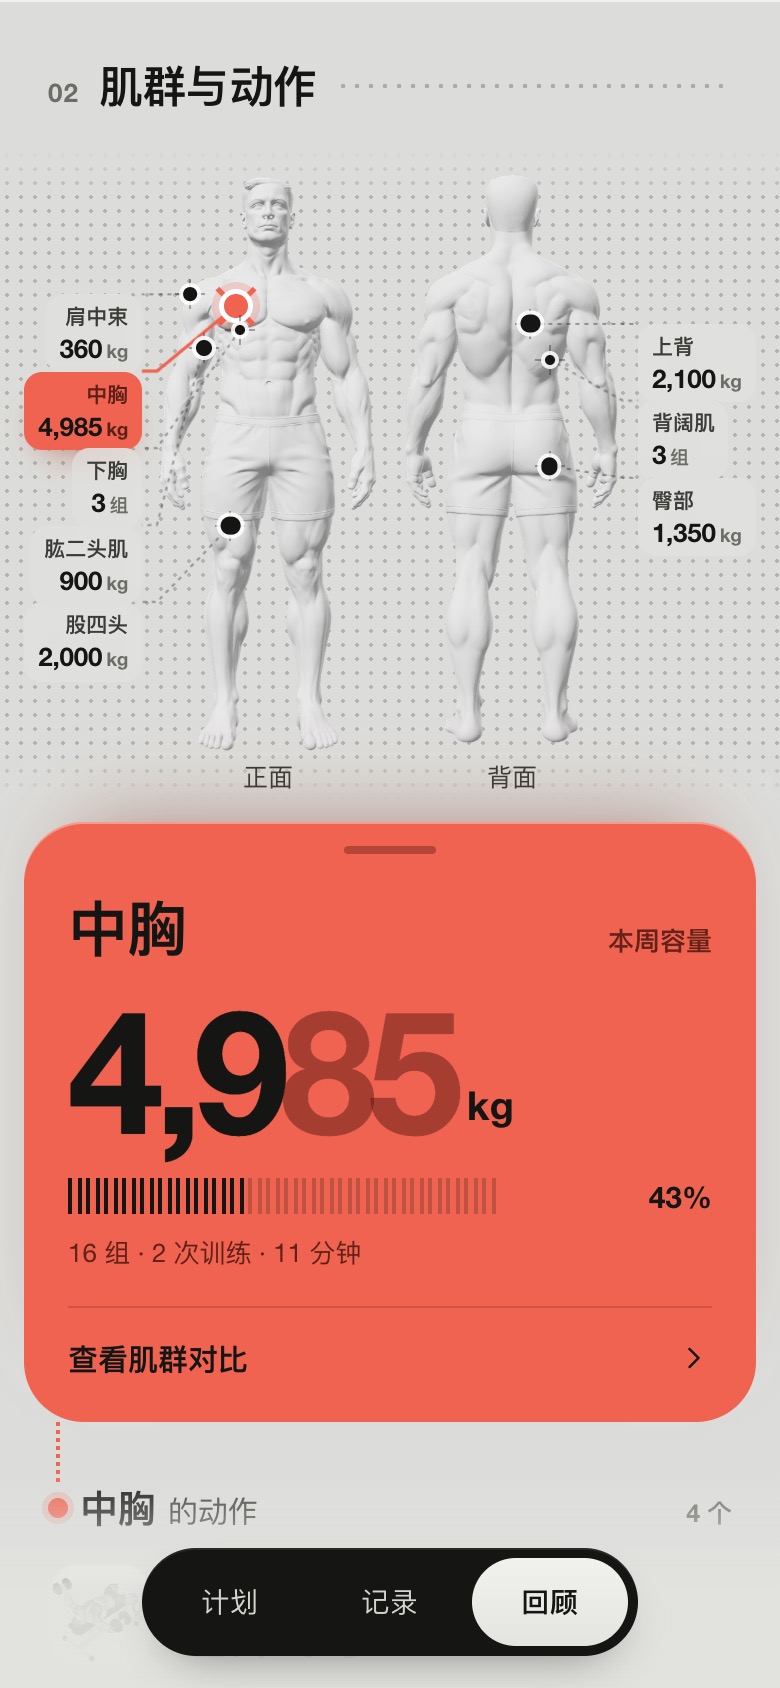 02 肌群与动作
肩中束
360 kg
中胸
4,985 kg
下胸
3 组
肱二头肌
900 kg
股四头
2,000 kg
上背
2,100 kg
背阔肌
3 组
臀部
1,350 kg
正面
背面
中胸
本周容量
4,985 kg
43%
16 组 · 2 次训练 · 11 分钟
查看肌群对比
中胸 的动作
4 个
计划
记录
回顾